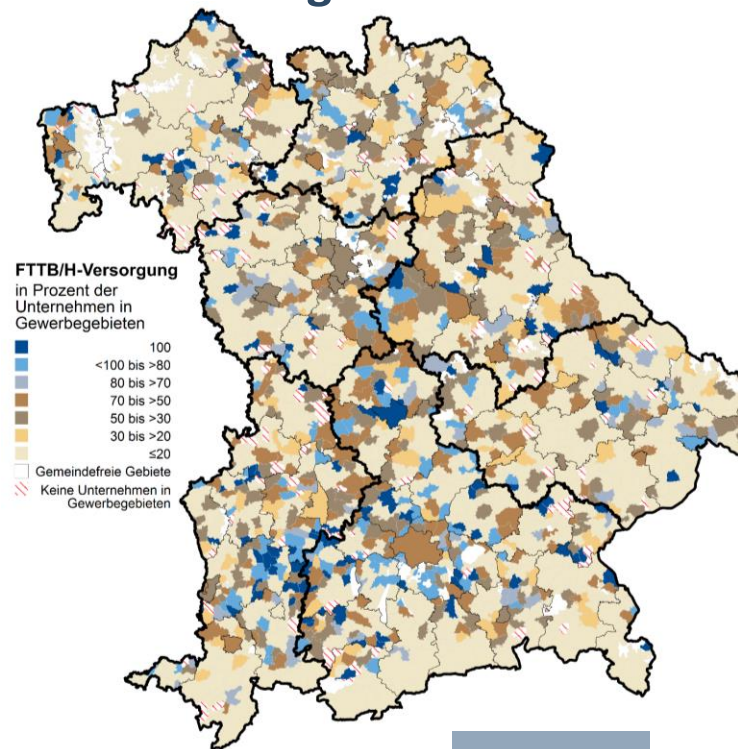 FTTB/H-Versorgung
in Prozent der
Unternehmen in
Gewerbegebieten
100
<100 bis >80
80 bis >70
70 bis >50
50 bis >30
30 bis >20
≤20
Gemeindefreie Gebiete
Keine Unternehmen in
Gewerbegebieten